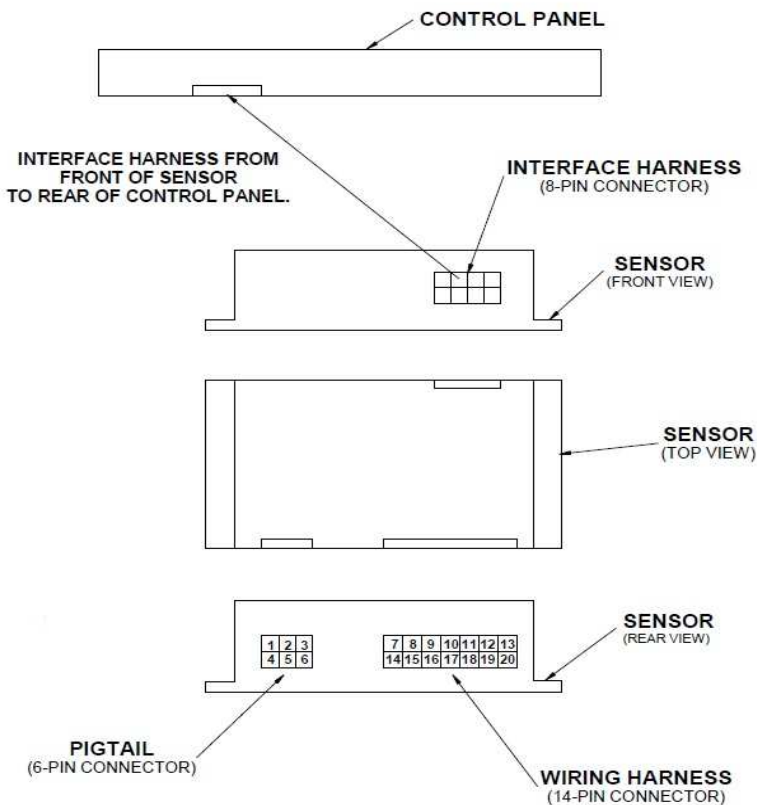 CONTROL PANEL
INTERFACE HARNESS FROM
FRONT OF SENSOR
TO REAR OF CONTROL PANEL.
INTERFACE HARNESS
(8-PIN CONNECTOR)
SENSOR
(FRONT VIEW)
SENSOR
(TOP VIEW)
SENSOR
(REAR VIEW)
1 2 3
4 5 6
7 8 9 10 11 12 13
14 15 16 17 18 19 20
PIGTAIL
(6-PIN CONNECTOR)
WIRING HARNESS
(14-PIN CONNECTOR)